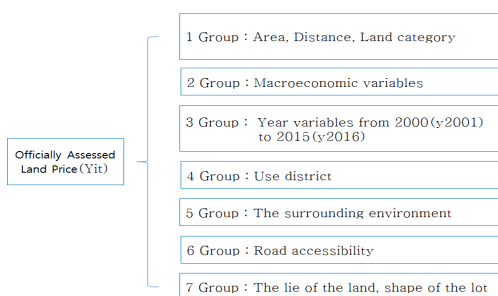 1 Group : Area, Distance, Land category
2 Group : Macroeconomic variables
3 Group : Year variables from 2000(y2001)
to 2015(y2016)
Officially Assessed
Land Price(Yit)
4 Group : Use district
5 Group : The surrounding environment
6 Group : Road accessibility
7 Group : The lie of the land, shape of the lot